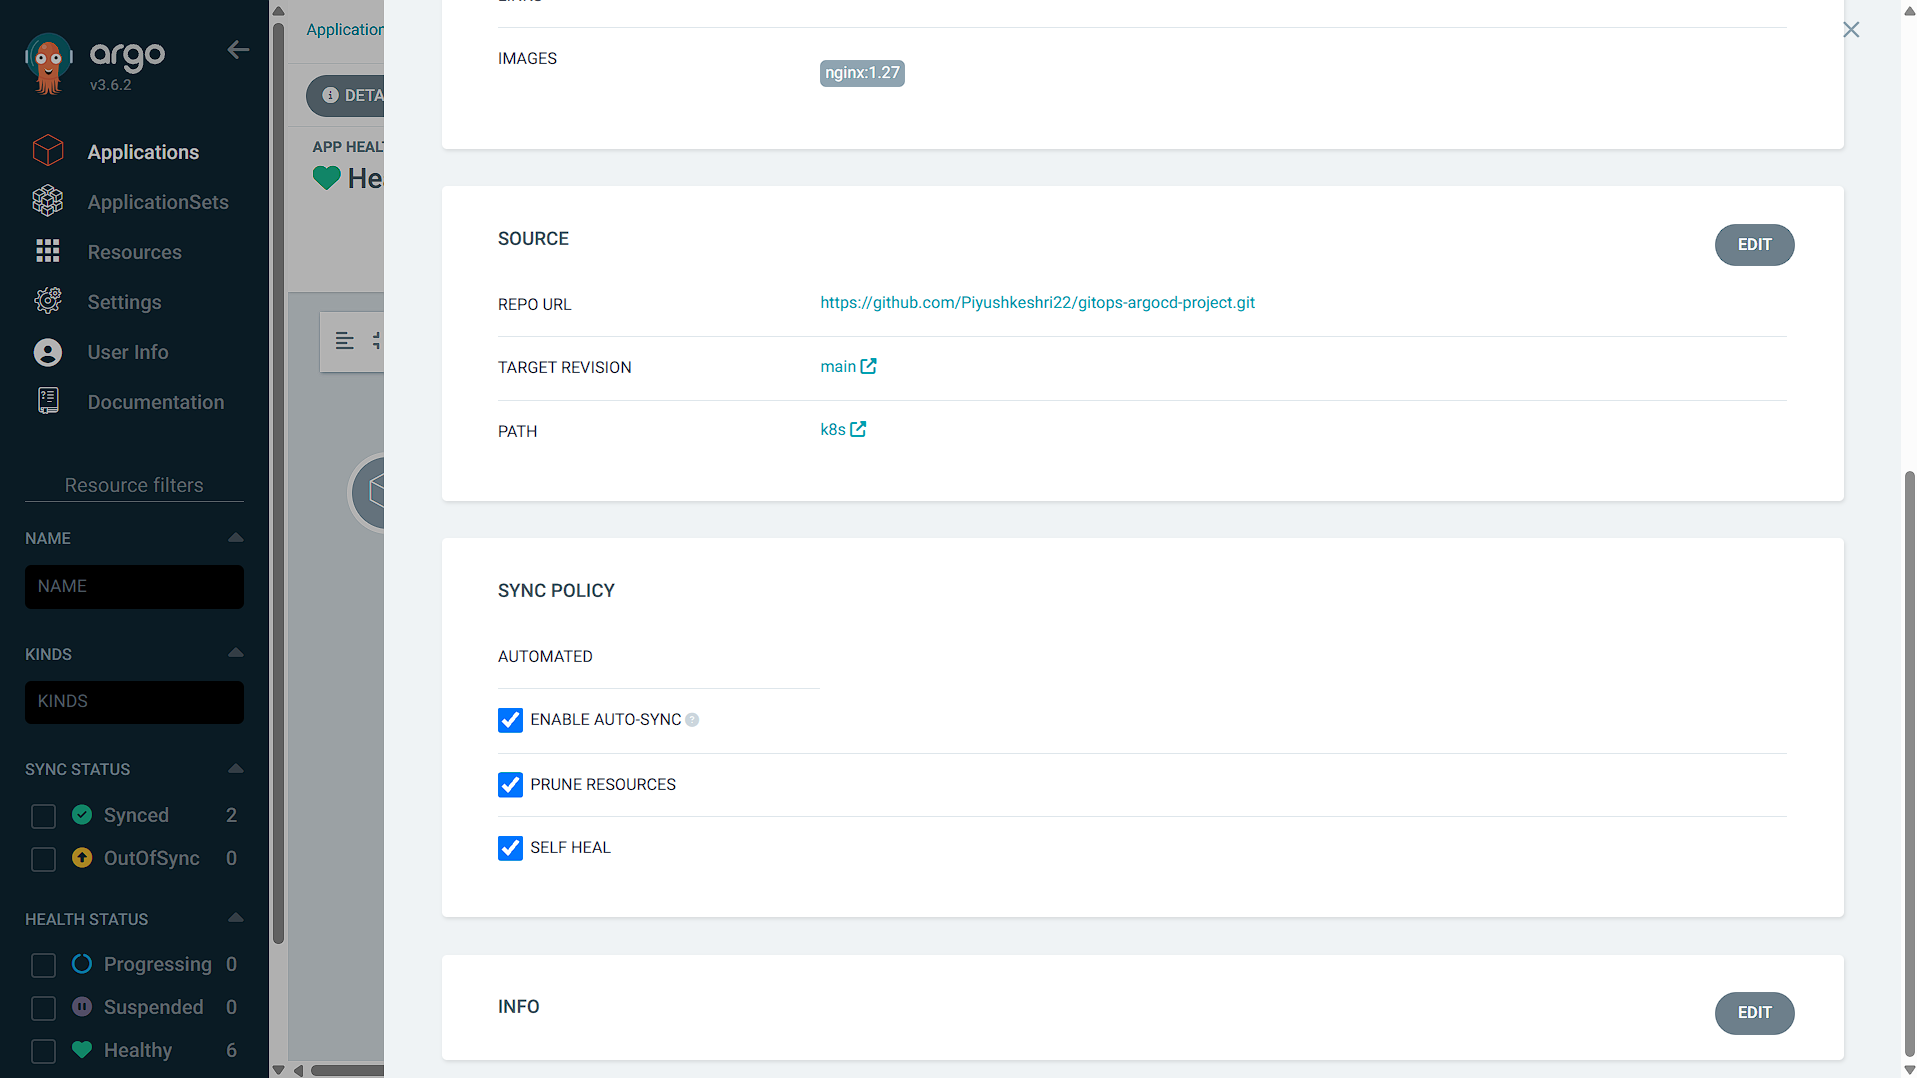 argo
v3.6.2
Applications
ApplicationSets
Resources
Settings
User Info
Documentation
Resource filters
NAME
NAME
KINDS
KINDS
SYNC STATUS
Synced 2
OutOfSync 0
HEALTH STATUS
Progressing 0
Suspended 0
Healthy 6
Application
DETA
APP HEAL
He
IMAGES
nginx:1.27
SOURCE
EDIT
REPO URL
https://github.com/Piyushkeshri22/gitops-argocd-project.git
TARGET REVISION
main
PATH
k8s
SYNC POLICY
AUTOMATED
ENABLE AUTO-SYNC
PRUNE RESOURCES
SELF HEAL
INFO
EDIT